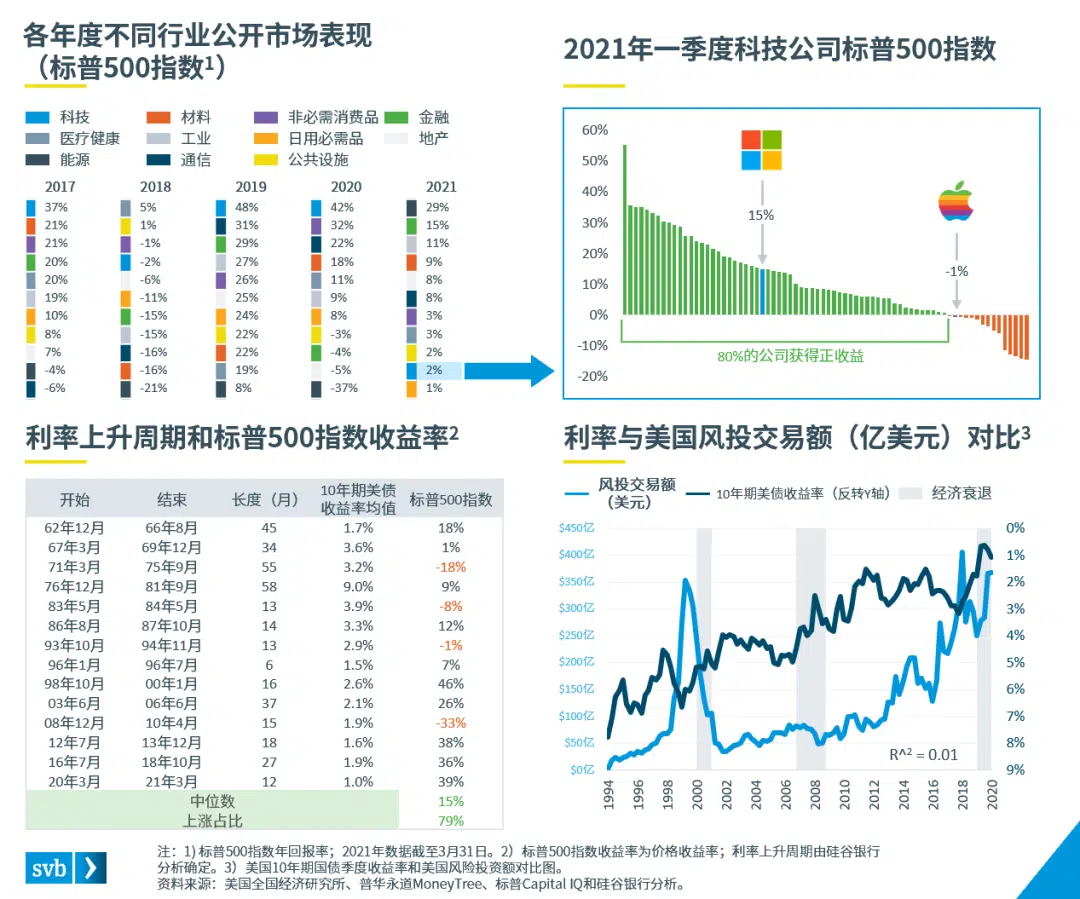 各年度不同行业公开市场表现
（标普500指数1）
科技 材料 非必需消费品 金融
医疗健康 工业 日用必需品 地产
能源 通信 公共设施
2017 2018 2019 2020 2021
37% 5% 48% 42% 29%
21% 1% 31% 32% 15%
21% -1% 29% 22% 11%
20% -2% 27% 18% 9%
20% -6% 26% 11% 8%
19% -11% 25% 9% 8%
10% -15% 24% 8% 3%
8% -15% 22% -3% 3%
7% -16% 22% -4% 2%
-4% -16% 19% -5% 2%
-6% -21% 8% -37% 1%
2021年一季度科技公司标普500指数
60%
50%
40%
30%
20%
10%
0%
-10%
-20%
15%
-1%
80%的公司获得正收益
利率上升周期和标普500指数收益率2
开始 结束 长度（月） 10年期美债 标普500指数
收益率均值
62年12月 66年8月 45 1.7% 18%
67年3月 69年12月 34 3.6% 1%
71年3月 75年9月 55 3.2% -18%
76年12月 81年9月 58 9.0% 9%
83年5月 84年5月 13 3.9% -8%
86年8月 87年10月 14 3.3% 12%
93年10月 94年11月 13 2.9% -1%
96年1月 96年7月 6 1.5% 7%
98年10月 00年1月 16 2.6% 46%
03年6月 06年6月 37 2.1% 26%
08年12月 10年4月 15 1.9% -33%
12年7月 13年12月 18 1.6% 38%
16年7月 18年10月 27 1.9% 36%
20年3月 21年3月 12 1.0% 39%
中位数 15%
上涨占比 79%
利率与美国风投交易额（亿美元）对比3
风投交易额
（美元）
10年期美债收益率（反转Y轴）
经济衰退
$450亿 0%
$400亿 1%
$350亿 2%
$300亿 3%
$250亿 4%
$200亿 5%
$150亿 6%
$100亿 7%
$50亿 8%
$0亿 9%
R^2 = 0.01
1994 1996 1998 2000 2002 2004 2006 2008 2010 2012 2014 2016 2018 2020
svb
注：1) 标普500指数年回报率；2021年数据截至3月31日。2）标普500指数收益率为价格收益率；利率上升周期由硅谷银行
分析确定。3）美国10年期国债季度收益率和美国风险投资额对比图。
资料来源：美国全国经济研究所、普华永道MoneyTree、标普Capital IQ和硅谷银行分析。